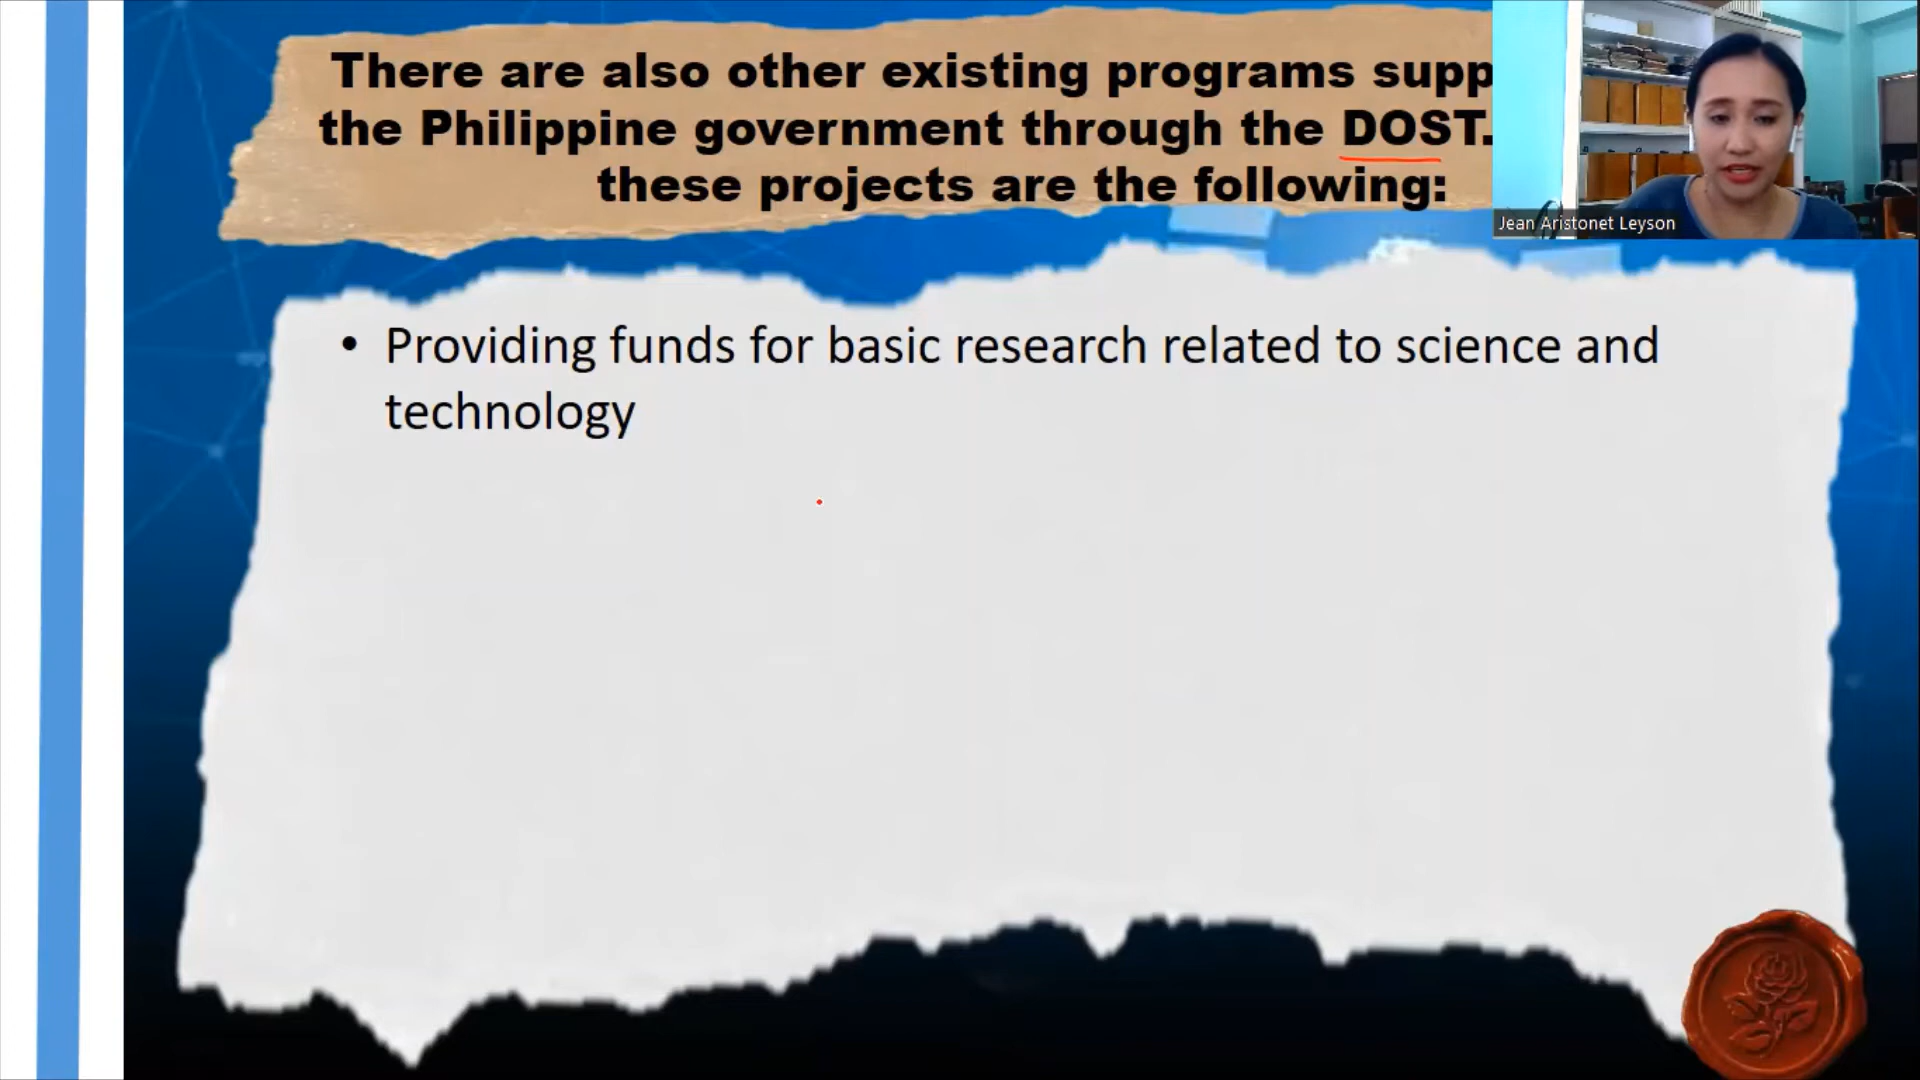 There are also other existing programs supp
the Philippine government through the DOST.
these projects are the following:
Jean Aristonet Leyson
• Providing funds for basic research related to science and
technology